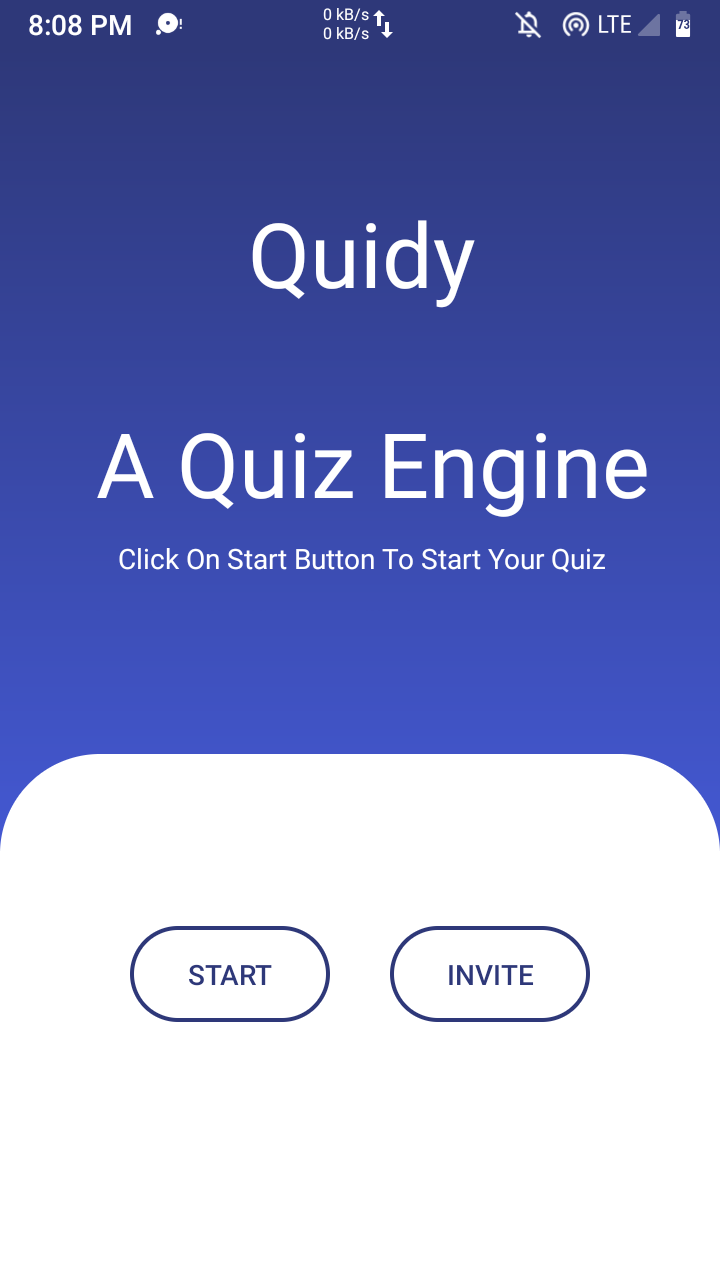 8:08 PM
0 kB/s
0 kB/s
LTE
73
Quidy
A Quiz Engine
Click On Start Button To Start Your Quiz
START
INVITE